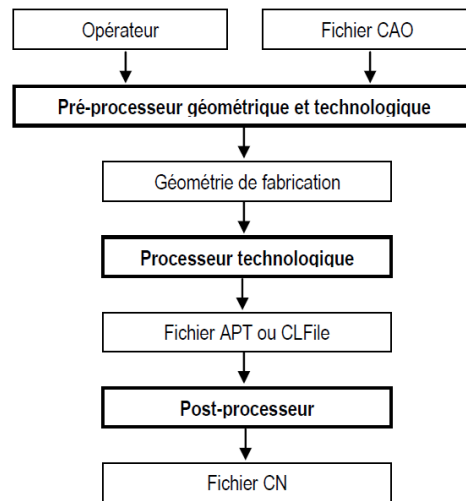 Opérateur
Fichier CAO
Pré-processeur géométrique et technologique
Géométrie de fabrication
Processeur technologique
Fichier APT ou CLFile
Post-processeur
Fichier CN